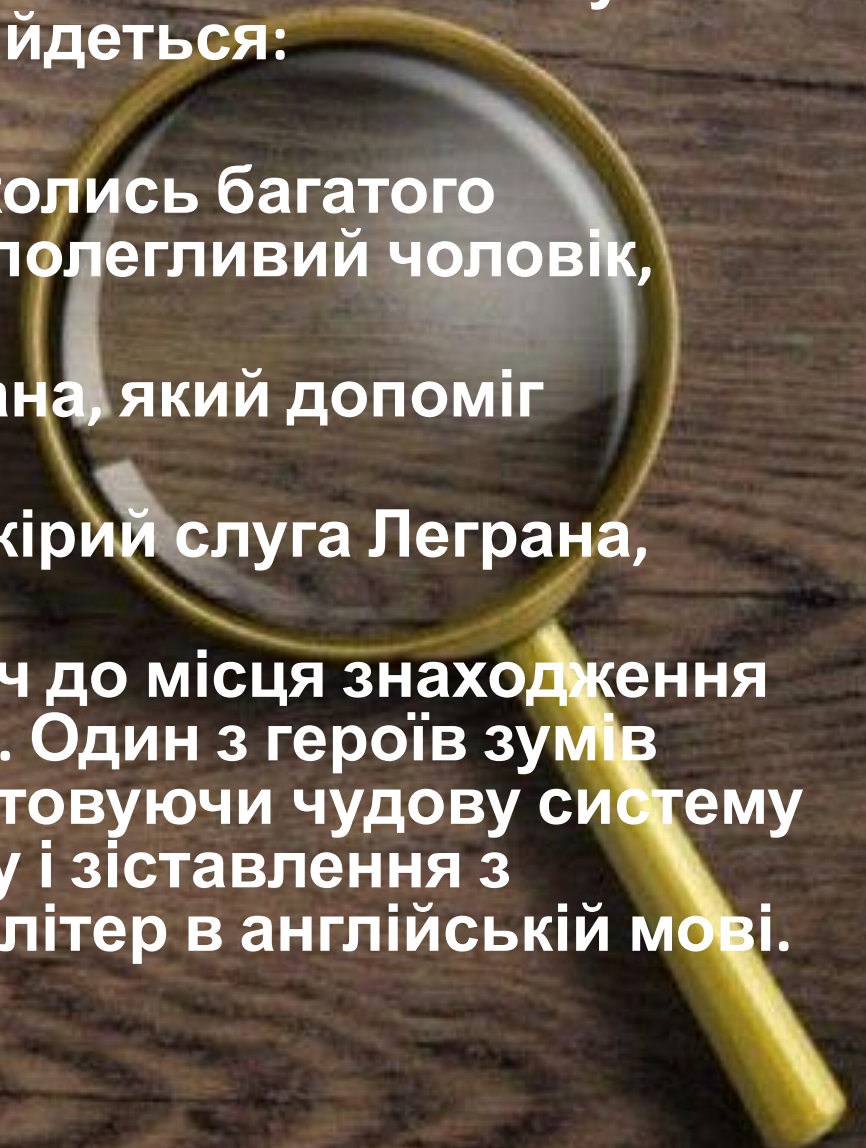 йдеться:
колись багатого
полегливий чоловік,
ана, який допоміг
кірий слуга Леграна,
ч до місця знаходження
. Один з героїв зумів
товуючи чудову систему
у і зіставлення з
літер в англійській мові.